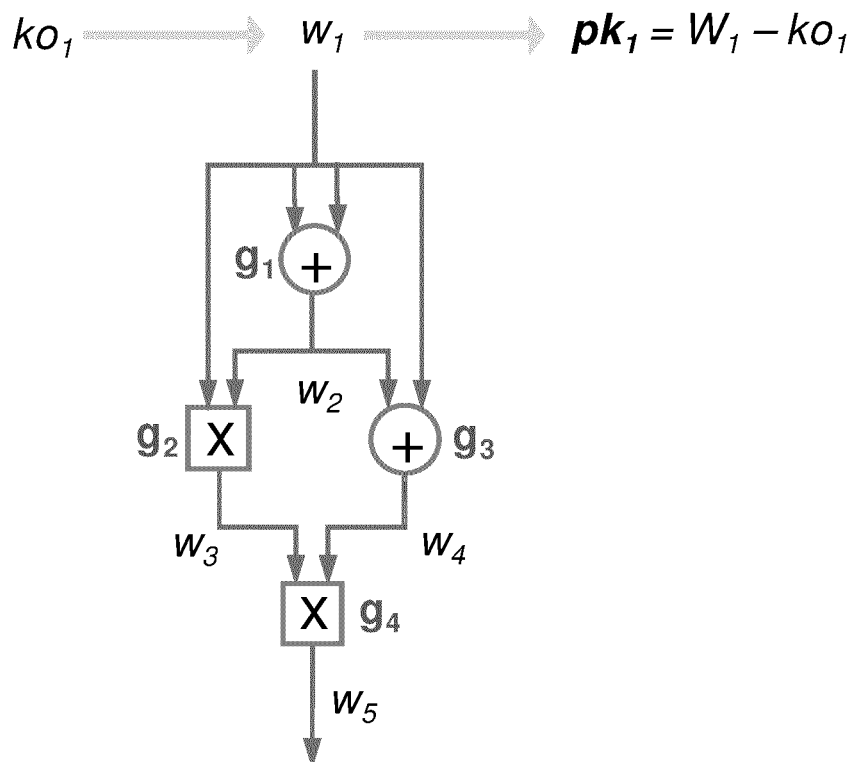 ko₁ w₁ pk₁ = W₁ – ko₁
g₁ +
w₂
g₂ X + g₃
w₃ w₄
X g₄
w₅